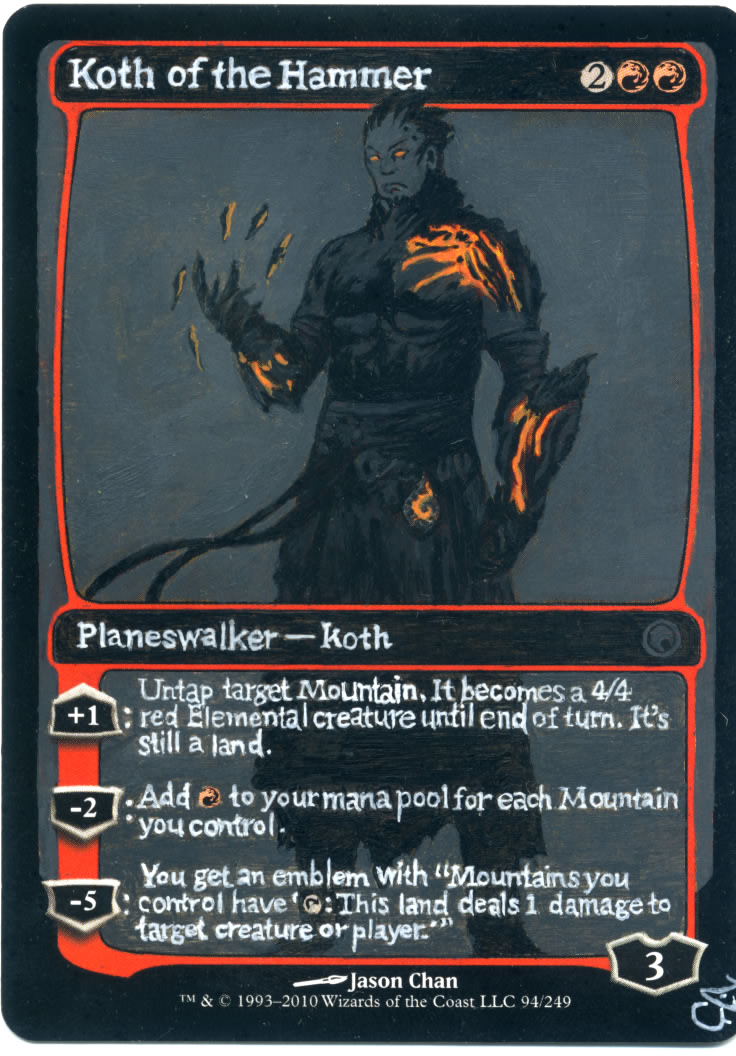 Koth of the Hammer 2
Planeswalker — Koth
+1: Untap target Mountain. It becomes a 4/4
red Elemental creature until end of turn. It's
still a land.
-2: Add to your mana pool for each Mountain
you control.
-5: You get an emblem with "Mountains you
control have ': This land deals 1 damage to
target creature or player.'"
3
Jason Chan
™ & © 1993–2010 Wizards of the Coast LLC 94/249